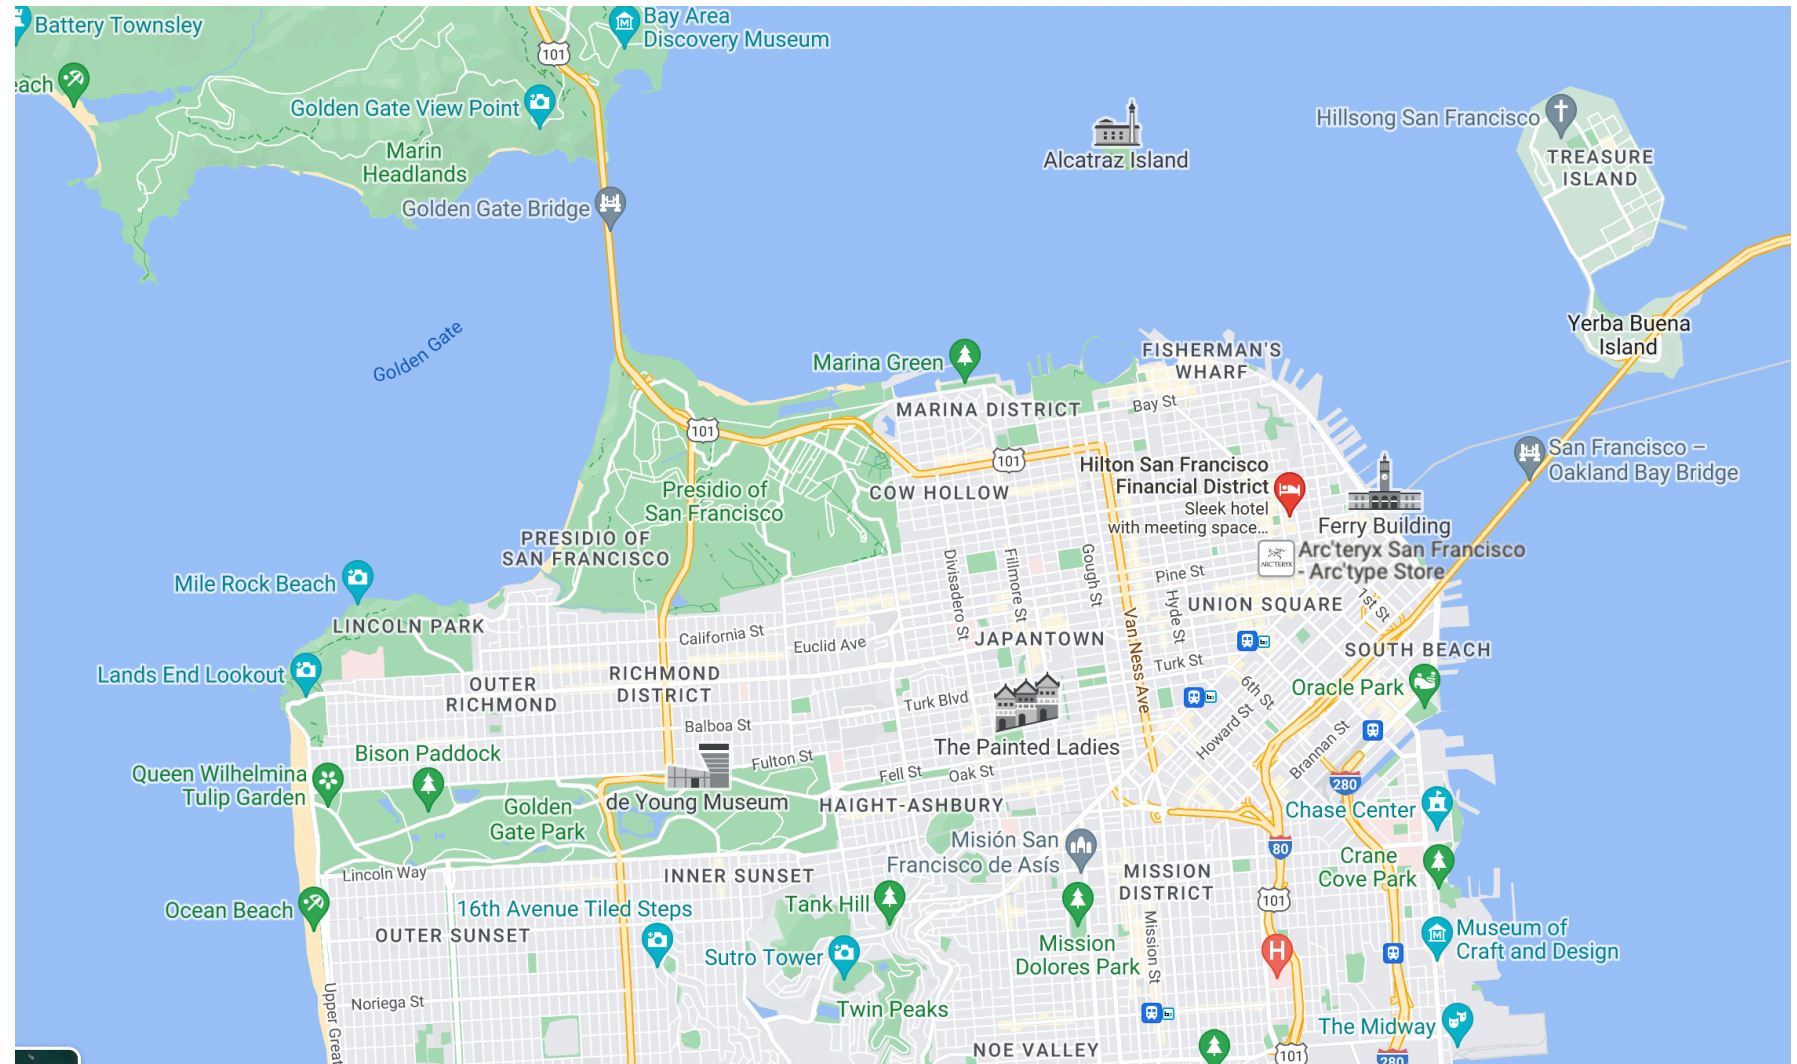 Battery Townsley
Bay Area
Discovery Museum
101
each
Golden Gate View Point
Marin
Headlands
Golden Gate Bridge
Alcatraz Island
Hillsong San Francisco
TREASURE
ISLAND
Yerba Buena
Island
Golden Gate
Marina Green
FISHERMAN'S
WHARF
MARINA DISTRICT
Bay St
101
101
San Francisco –
Oakland Bay Bridge
Hilton San Francisco
Financial District
Sleek hotel
with meeting space...
COW HOLLOW
Presidio of
San Francisco
Ferry Building
PRESIDIO OF
SAN FRANCISCO
ARC'TERYX
Arc'teryx San Francisco
- Arc'type Store
Mile Rock Beach
Divisadero St
Fillmore St
Gough St
Pine St
Hyde St
UNION SQUARE
1st St
LINCOLN PARK
California St
Euclid Ave
JAPANTOWN
Van Ness Ave
Turk St
SOUTH BEACH
Lands End Lookout
OUTER
RICHMOND
RICHMOND
DISTRICT
Turk Blvd
6th St
Oracle Park
Balboa St
Howard St
Brannan St
The Painted Ladies
Bison Paddock
Fulton St
Fell St
Oak St
Queen Wilhelmina
Tulip Garden
Golden
Gate Park
de Young Museum
HAIGHT-ASHBURY
280
Chase Center
Misión San
Francisco de Asís
80
Crane
Cove Park
Lincoln Way
INNER SUNSET
MISSION
DISTRICT
Ocean Beach
16th Avenue Tiled Steps
Tank Hill
101
OUTER SUNSET
Mission
Dolores Park
Mission St
H
Museum of
Craft and Design
Sutro Tower
Upper Great
Noriega St
Twin Peaks
The Midway
NOE VALLEY
101
280